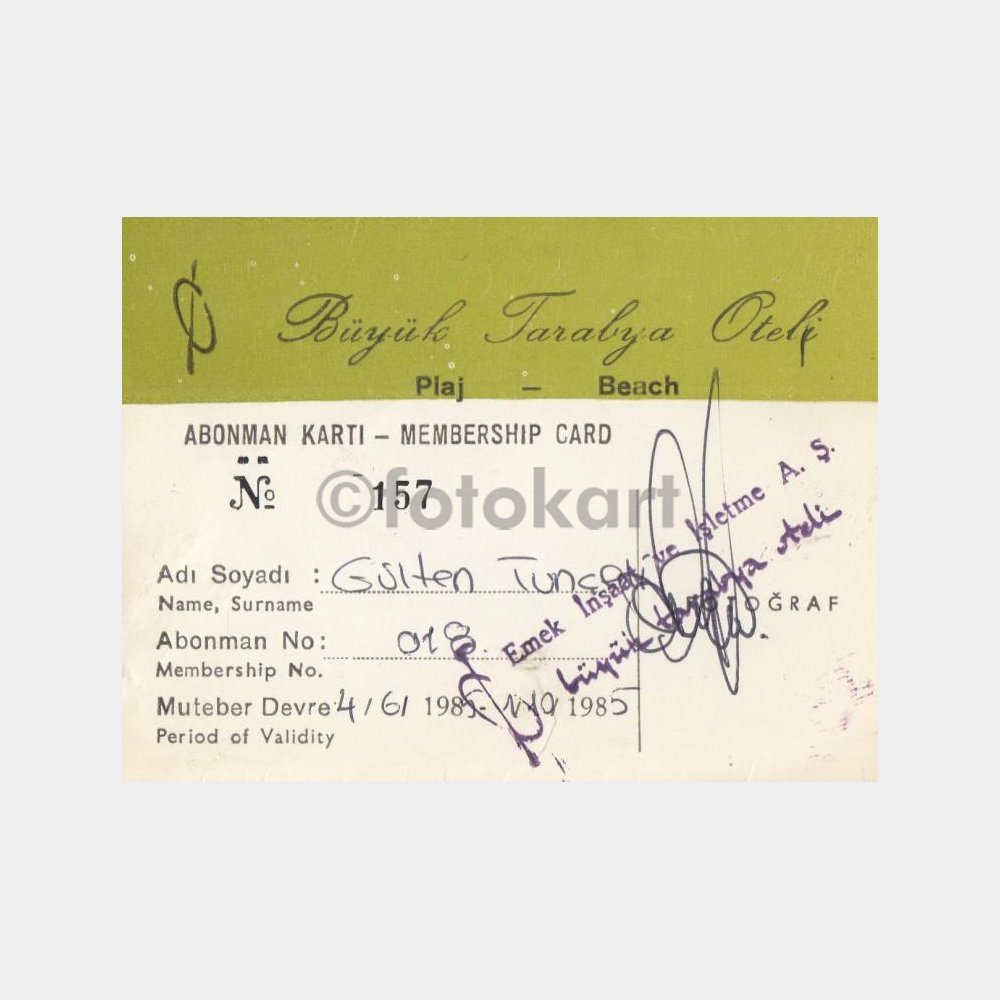 Büyük Tarabya Oteli
Plaj — Beach
ABONMAN KARTI – MEMBERSHIP CARD
№ 157
©fotokart
Adı Soyadı : Gülten
Name, Surname
FOTOĞRAF
Abonman No: 018.
Membership No.
Muteber Devre 4/6/1985- 1/10/1985
Period of Validity
Emek İnşaat ve İşletme A. Ş.
büyük tarabya oteli